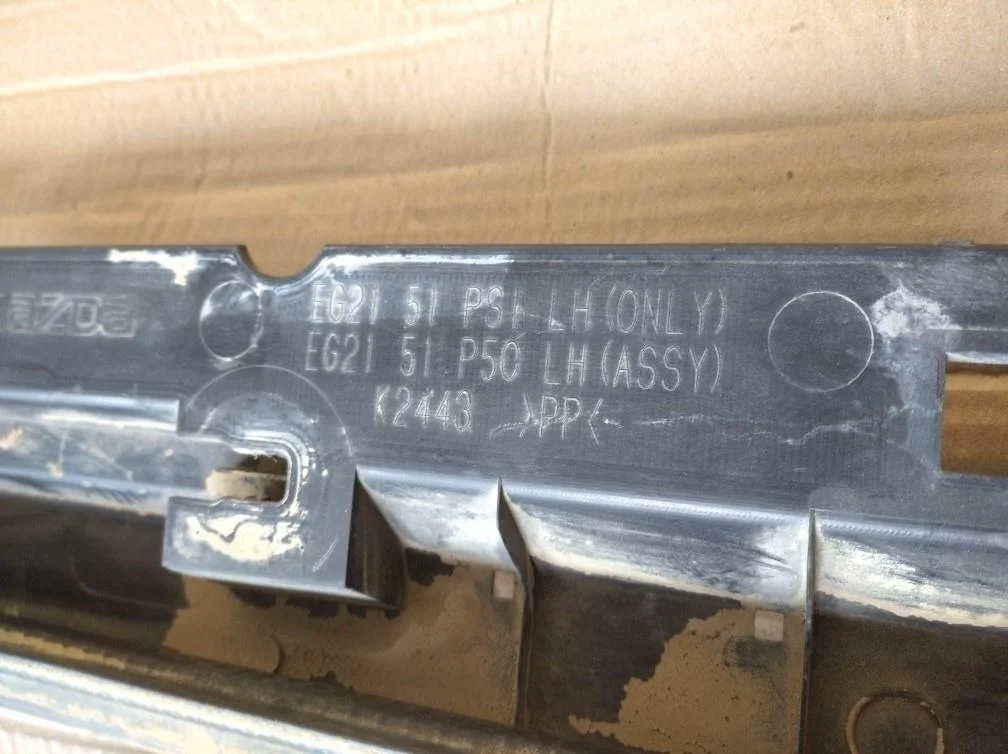 mazda
EG21 51 PS1 LH(ONLY)
EG21 51 P50 LH(ASSY)
K2443 >PP<